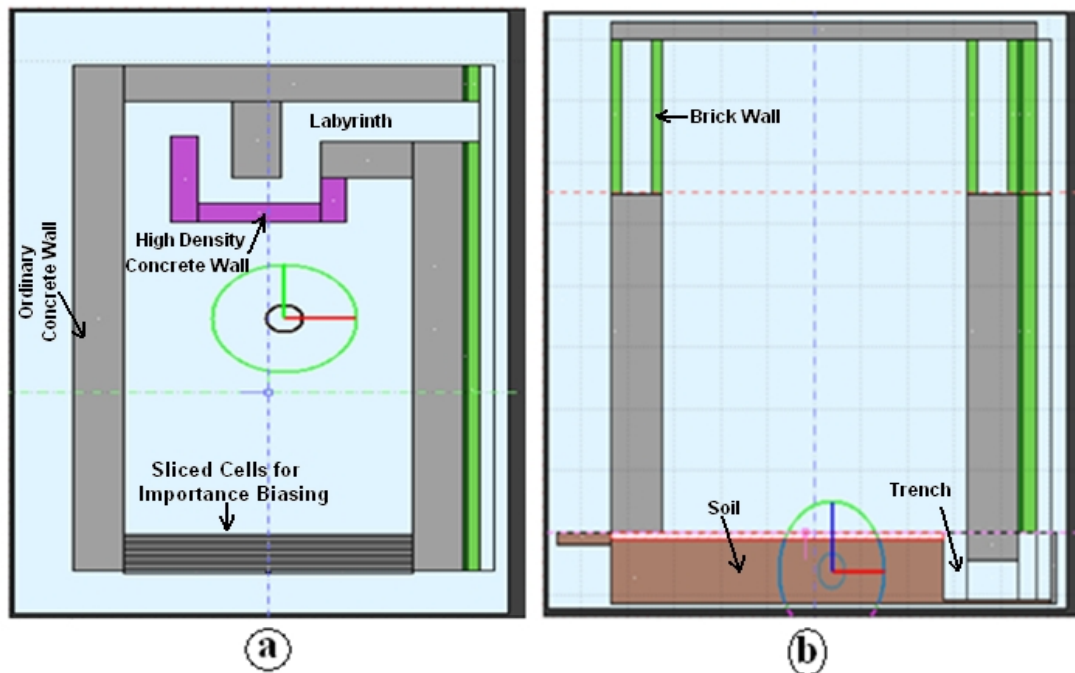 Labyrinth
Brick Wall
Ordinary
Concrete Wall
High Density
Concrete Wall
Sliced Cells for
Importance Biasing
Soil
Trench
a
b